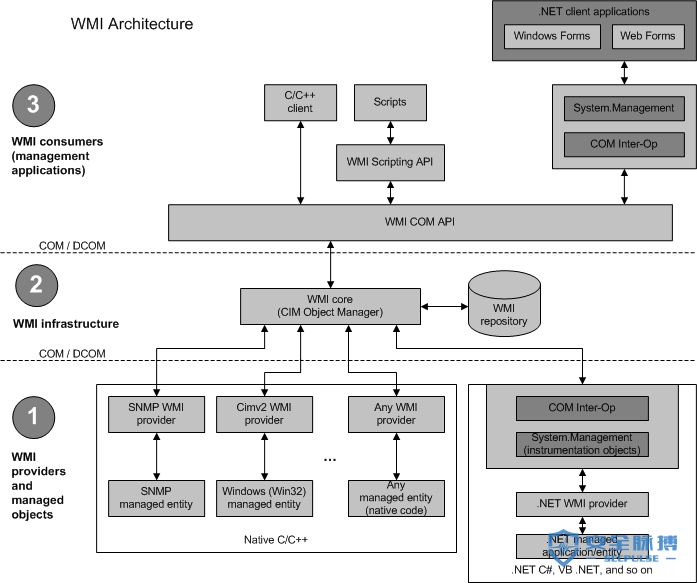 WMI Architecture
.NET client applications
Windows Forms
Web Forms
3
WMI consumers
(management
applications)
C/C++
client
Scripts
WMI Scripting API
System.Management
COM Inter-Op
WMI COM API
COM / DCOM
2
WMI infrastructure
WMI core
(CIM Object Manager)
WMI
repository
COM / DCOM
1
WMI
providers
and
managed
objects
SNMP WMI
provider
Cimv2 WMI
provider
Any WMI
provider
...
SNMP
managed entity
Windows (Win32)
managed entity
Any
managed entity
(native code)
Native C/C++
COM Inter-Op
System.Management
(instrumentation objects)
.NET WMI provider
.NET managed
application/entity
安全脉搏
SECPULSE
.NET C#, VB .NET, and so on